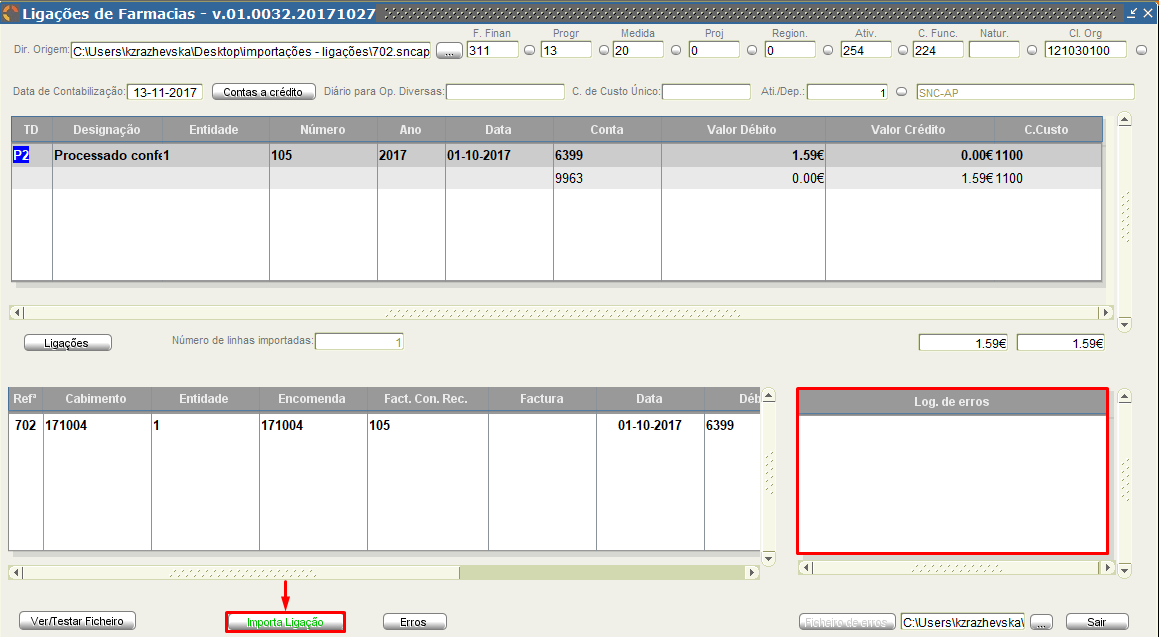 Ligações de Farmacias - v.01.0032.20171027
F. Finan Progr Medida Proj Region. Ativ. C. Func. Natur. Cl. Org
Dir. Origem: C:\Users\kzrazhevska\Desktop\importações - ligações\702.sncap ... 311 13 20 0 0 254 224 121030100
Data de Contabilização: 13-11-2017 Contas a crédito Diário para Op. Diversas: C. de Custo Único: Ati./Dep.: 1 SNC-AP
TD Designação Entidade Número Ano Data Conta Valor Débito Valor Crédito C.Custo
P2 Processado confe 1 105 2017 01-10-2017 6399 1.59€ 0.00€ 1100
9963 0.00€ 1.59€ 1100
Ligações Número de linhas importadas: 1 1.59€ 1.59€
Refª Cabimento Entidade Encomenda Fact. Con. Rec. Factura Data Déb
702 171004 1 171004 105 01-10-2017 6399
Log. de erros
Ver/Testar Ficheiro Importa Ligação Erros Ficheiro de erros C:\Users\kzrazhevska\ ... Sair